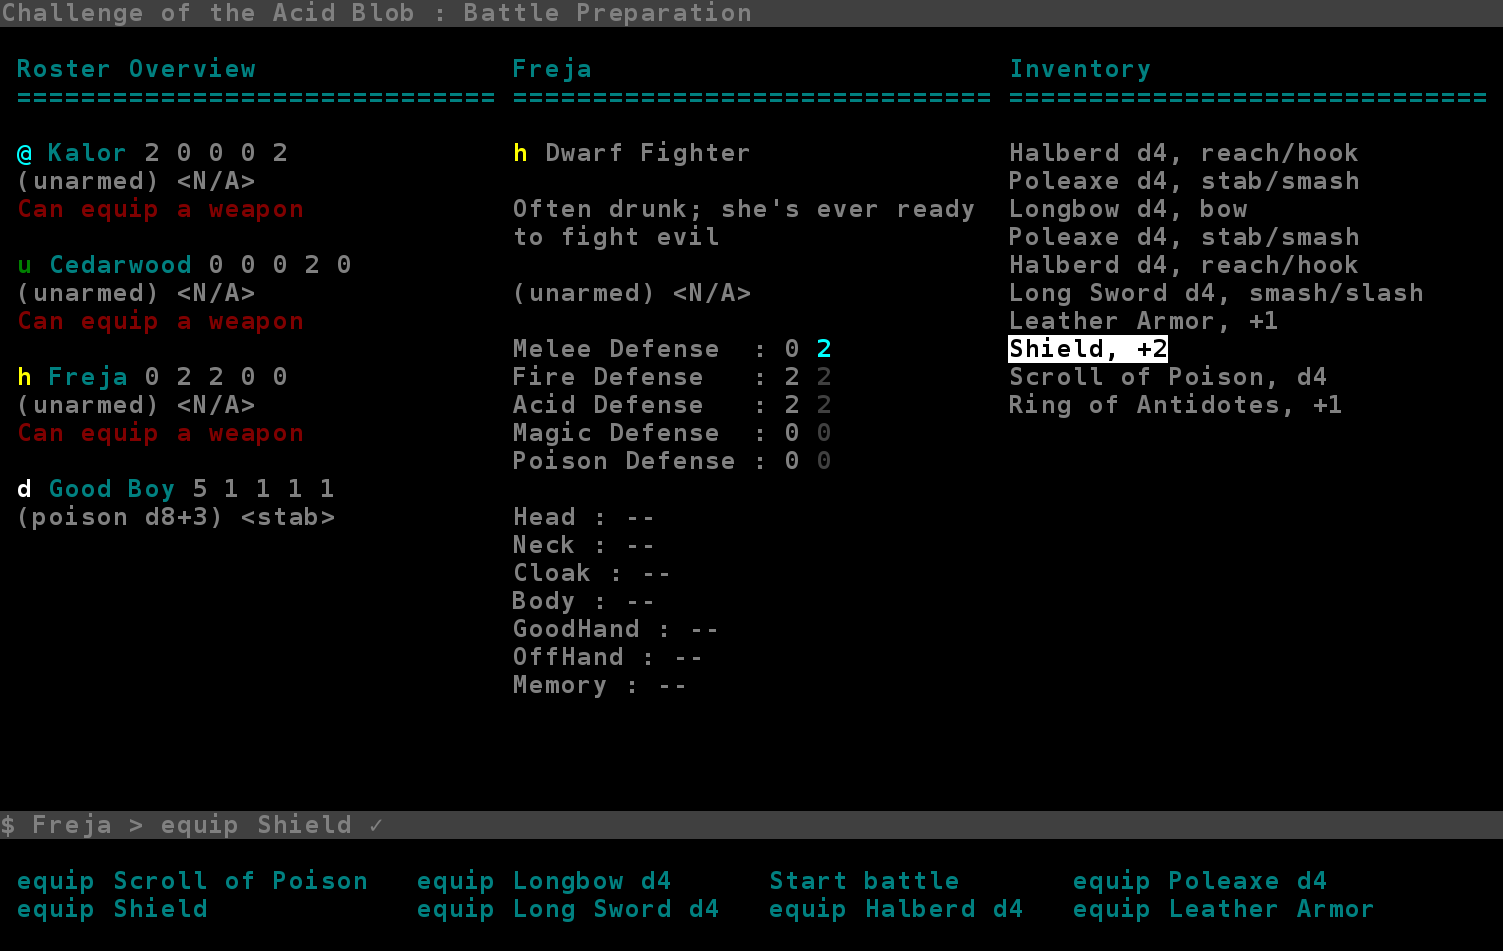 Challenge of the Acid Blob : Battle Preparation
Roster Overview
==============================
@ Kalor 2 0 0 0 2
(unarmed) <N/A>
Can equip a weapon
u Cedarwood 0 0 0 2 0
(unarmed) <N/A>
Can equip a weapon
h Freja 0 2 2 0 0
(unarmed) <N/A>
Can equip a weapon
d Good Boy 5 1 1 1 1
(poison d8+3) <stab>
Freja
==============================
h Dwarf Fighter
Often drunk; she's ever ready
to fight evil
(unarmed) <N/A>
Melee Defense  : 0 2
Fire Defense   : 2 2
Acid Defense   : 2 2
Magic Defense  : 0 0
Poison Defense : 0 0
Head : --
Neck : --
Cloak : --
Body : --
GoodHand : --
OffHand : --
Memory : --
Inventory
==============================
Halberd d4, reach/hook
Poleaxe d4, stab/smash
Longbow d4, bow
Poleaxe d4, stab/smash
Halberd d4, reach/hook
Long Sword d4, smash/slash
Leather Armor, +1
Shield, +2
Scroll of Poison, d4
Ring of Antidotes, +1
$ Freja > equip Shield ✓
equip Scroll of Poison   equip Longbow d4      Start battle       equip Poleaxe d4
equip Shield             equip Long Sword d4   equip Halberd d4   equip Leather Armor